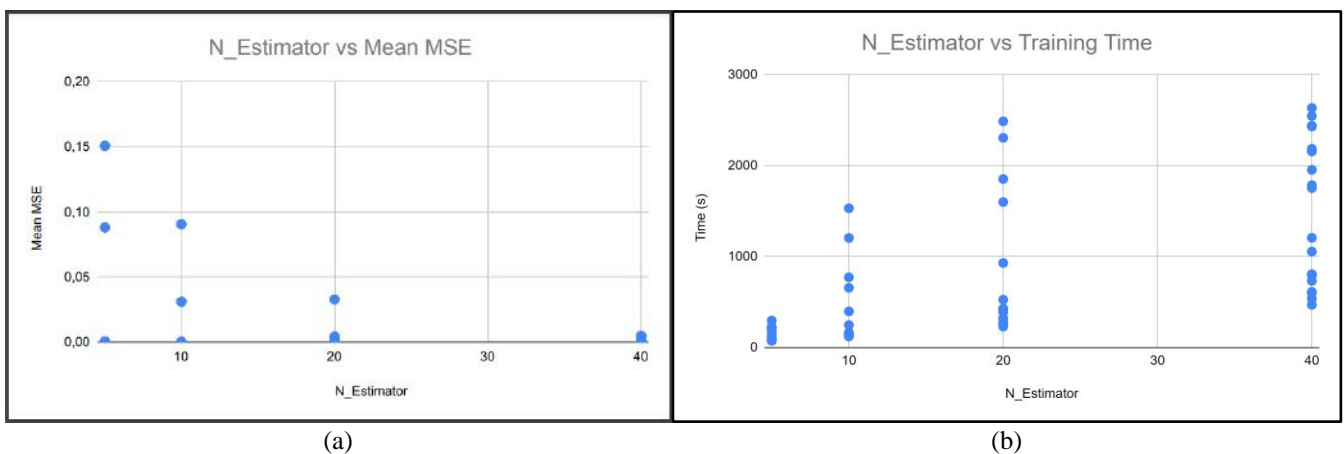 N_Estimator vs Mean MSE
0,20
0,15
0,10
0,05
0,00
Mean MSE
10
20
30
40
N_Estimator
(a)
N_Estimator vs Training Time
3000
2000
1000
0
Time (s)
10
20
30
40
N_Estimator
(b)